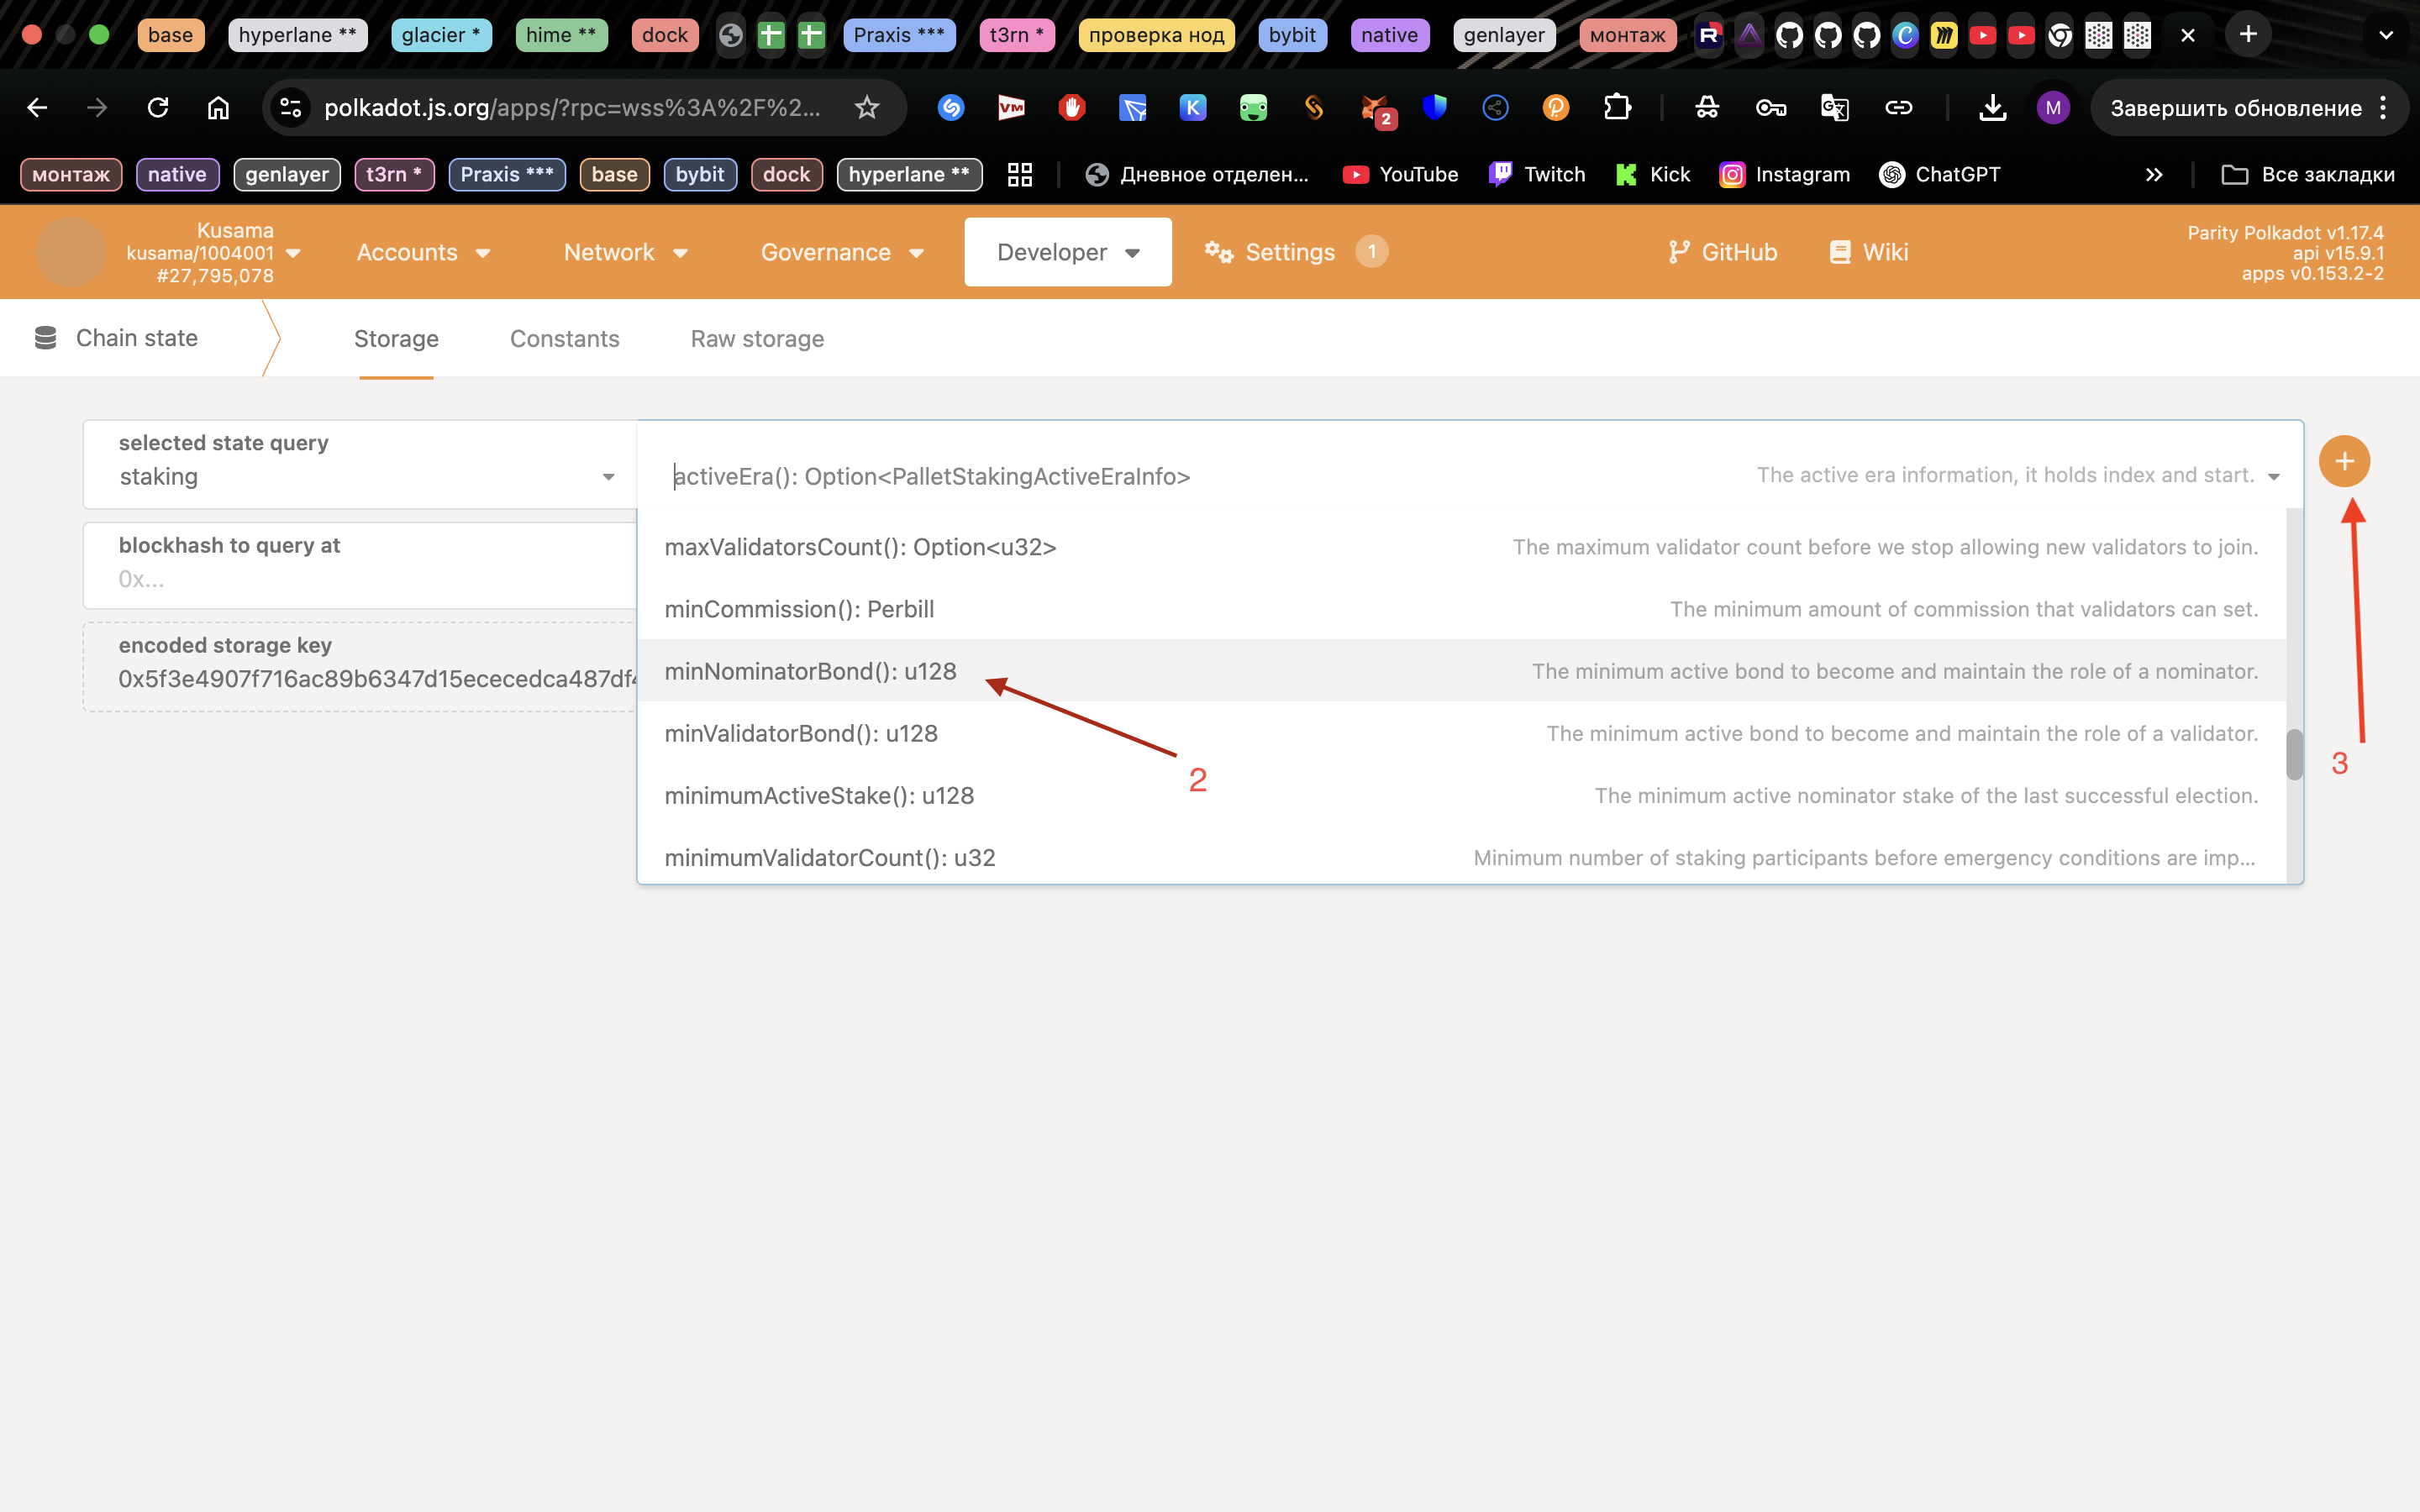 base hyperlane ** glacier * hime ** dock Praxis *** t3rn * проверка нод bybit native genlayer монтаж
polkadot.js.org/apps/?rpc=wss%3A%2F%2... VM K 2 M Завершить обновление
монтаж native genlayer t3rn * Praxis *** base bybit dock hyperlane ** Дневное отделен... YouTube Twitch Kick Instagram ChatGPT Все закладки
Kusama
kusama/1004001
#27,795,078
Accounts Network Governance Developer Settings 1 GitHub Wiki
Parity Polkadot v1.17.4
api v15.9.1
apps v0.153.2-2
Chain state Storage Constants Raw storage
selected state query
staking
activeEra(): Option<PalletStakingActiveEraInfo> The active era information, it holds index and start.
blockhash to query at
0x...
encoded storage key
0x5f3e4907f716ac89b6347d15ececedca487df4
maxValidatorsCount(): Option<u32> The maximum validator count before we stop allowing new validators to join.
minCommission(): Perbill The minimum amount of commission that validators can set.
minNominatorBond(): u128 The minimum active bond to become and maintain the role of a nominator.
minValidatorBond(): u128 The minimum active bond to become and maintain the role of a validator.
minimumActiveStake(): u128 The minimum active nominator stake of the last successful election.
minimumValidatorCount(): u32 Minimum number of staking participants before emergency conditions are imp...
2
3